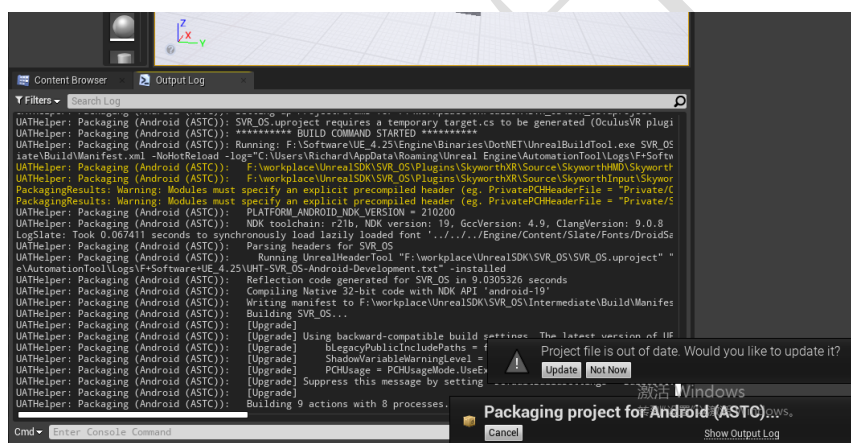 Z
X
Y
Content Browser
Output Log
Filters
Search Log
UATHelper: Packaging (Android (ASTC)): SVR_OS.uproject requires a temporary target.cs to be generated (OculusVR plugi
UATHelper: Packaging (Android (ASTC)): ********** BUILD COMMAND STARTED **********
UATHelper: Packaging (Android (ASTC)): Running: F:\Software\UE_4.25\Engine\Binaries\DotNET\UnrealBuildTool.exe SVR_OS
iate\Build\Manifest.xml -NoHotReload -log="C:\Users\Richard\AppData\Roaming\Unreal Engine\AutomationTool\Logs\F+Softw
UATHelper: Packaging (Android (ASTC)): F:\workplace\UnrealSDK\SVR_OS\Plugins\SkyworthXR\Source\SkyworthHMD\Skyworth
UATHelper: Packaging (Android (ASTC)): F:\workplace\UnrealSDK\SVR_OS\Plugins\SkyworthXR\Source\SkyworthInput\Skywor
PackagingResults: Warning: Modules must specify an explicit precompiled header (eg. PrivatePCHHeaderFile = "Private/
PackagingResults: Warning: Modules must specify an explicit precompiled header (eg. PrivatePCHHeaderFile = "Private/S
UATHelper: Packaging (Android (ASTC)): PLATFORM_ANDROID_NDK_VERSION = 210200
UATHelper: Packaging (Android (ASTC)): NDK toolchain: r21b, NDK version: 19, GccVersion: 4.9, ClangVersion: 9.0.8
LogSlate: Took 0.067411 seconds to synchronously load lazily loaded font '../../../Engine/Content/Slate/Fonts/DroidSa
UATHelper: Packaging (Android (ASTC)): Parsing headers for SVR_OS
UATHelper: Packaging (Android (ASTC)): Running UnrealHeaderTool "F:\workplace\UnrealSDK\SVR_OS\SVR_OS.uproject" "
e\AutomationTool\Logs\F+Software+UE_4.25\UHT-SVR_OS-Android-Development.txt" -installed
UATHelper: Packaging (Android (ASTC)): Reflection code generated for SVR_OS in 9.0305326 seconds
UATHelper: Packaging (Android (ASTC)): Compiling Native 32-bit code with NDK API 'android-19'
UATHelper: Packaging (Android (ASTC)): Writing manifest to F:\workplace\UnrealSDK\SVR_OS\Intermediate\Build\Manifes
UATHelper: Packaging (Android (ASTC)): Building SVR_OS...
UATHelper: Packaging (Android (ASTC)): [Upgrade]
UATHelper: Packaging (Android (ASTC)): [Upgrade] Using backward-compatible build settings. The latest version of UE
UATHelper: Packaging (Android (ASTC)): [Upgrade] bLegacyPublicIncludePaths = f
UATHelper: Packaging (Android (ASTC)): [Upgrade] ShadowVariableWarningLevel =
UATHelper: Packaging (Android (ASTC)): [Upgrade] PCHUsage = PCHUsageMode.UseEx
UATHelper: Packaging (Android (ASTC)): [Upgrade] Suppress this message by setting
UATHelper: Packaging (Android (ASTC)): [Upgrade]
UATHelper: Packaging (Android (ASTC)): Building 9 actions with 8 processes.
Project file is out of date. Would you like to update it?
Update Not Now
激活 Windows
Packaging project for Android (ASTC)...
Cancel
Show Output Log
Cmd
Enter Console Command